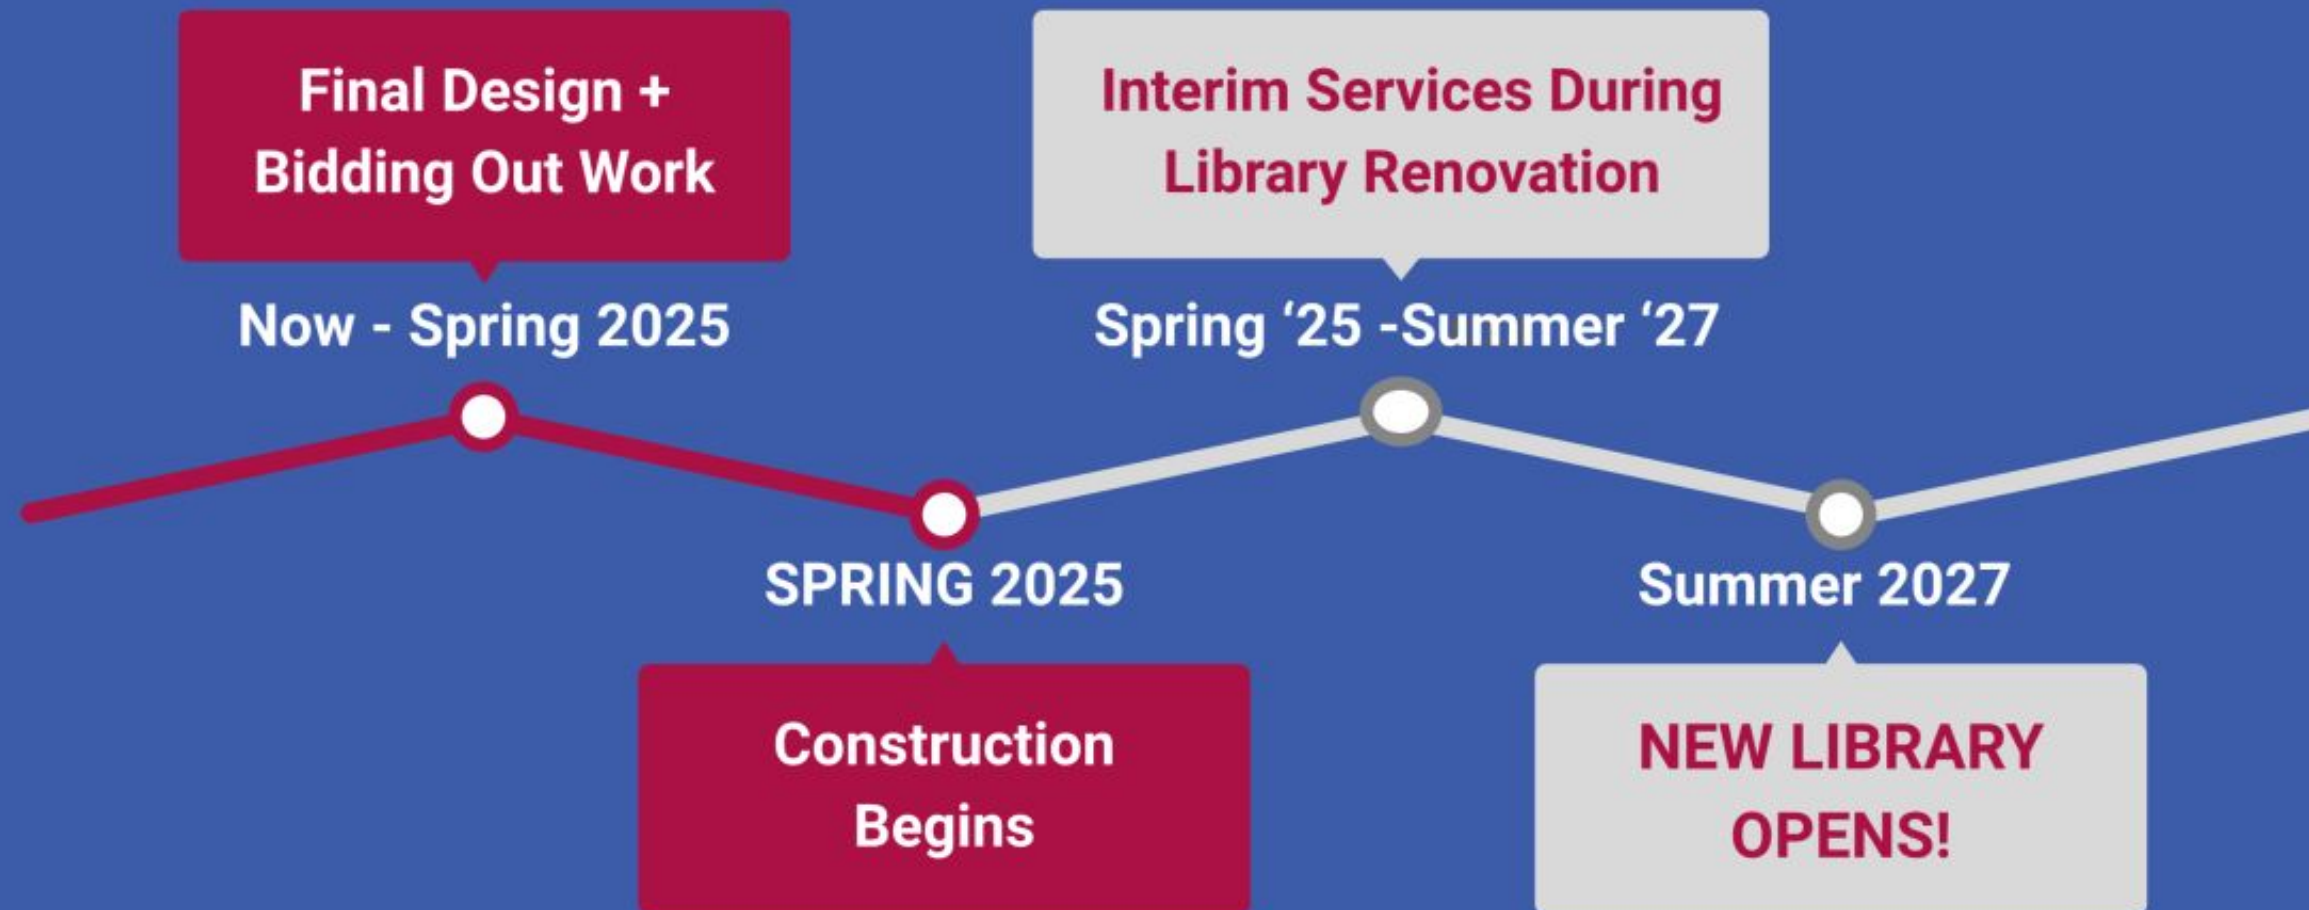 Final Design +
Bidding Out Work
Now - Spring 2025
SPRING 2025
Construction
Begins
Interim Services During
Library Renovation
Spring ‘25 -Summer ‘27
Summer 2027
NEW LIBRARY
OPENS!